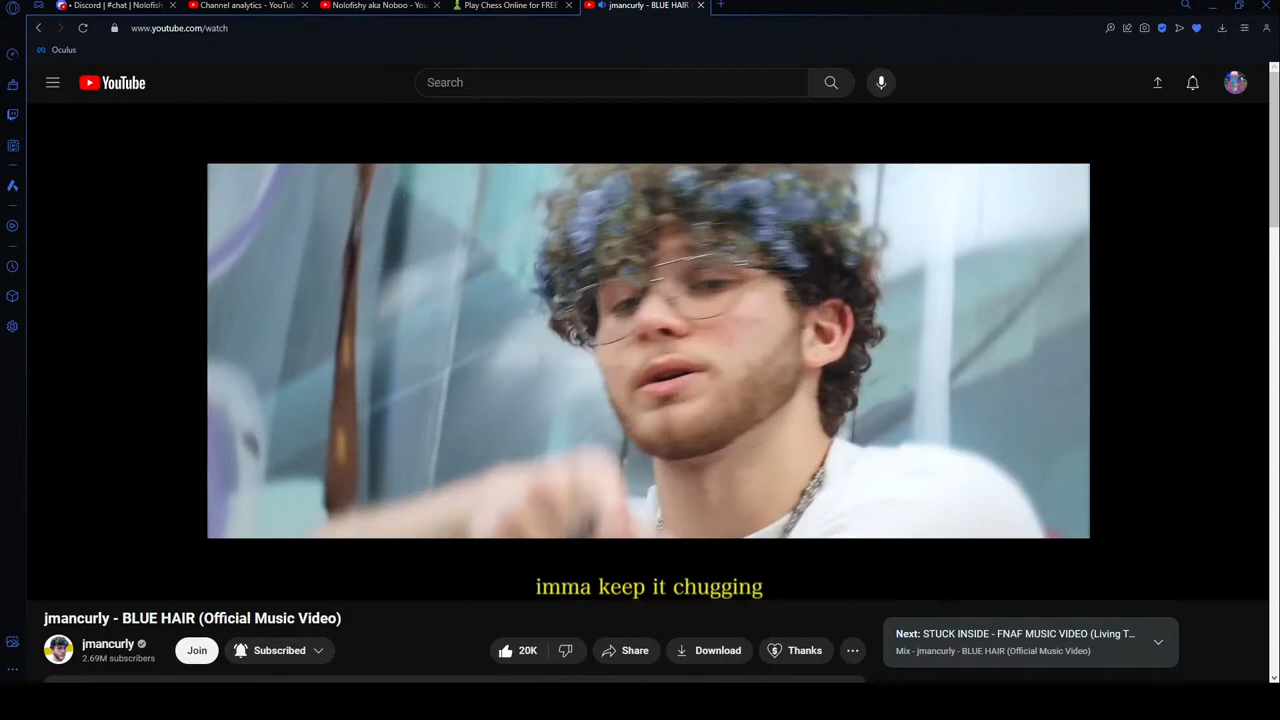 Discord | #chat | Nolofish
Channel analytics - YouTub
Nolofishy aka Noboo - You
Play Chess Online for FREE
jmancurly - BLUE HAIR
www.youtube.com/watch
Oculus
YouTube
Search
imma keep it chugging
jmancurly - BLUE HAIR (Official Music Video)
jmancurly
2.69M subscribers
Join
Subscribed
20K
Share
Download
Thanks
Next: STUCK INSIDE - FNAF MUSIC VIDEO (Living T...
Mix - jmancurly - BLUE HAIR (Official Music Video)